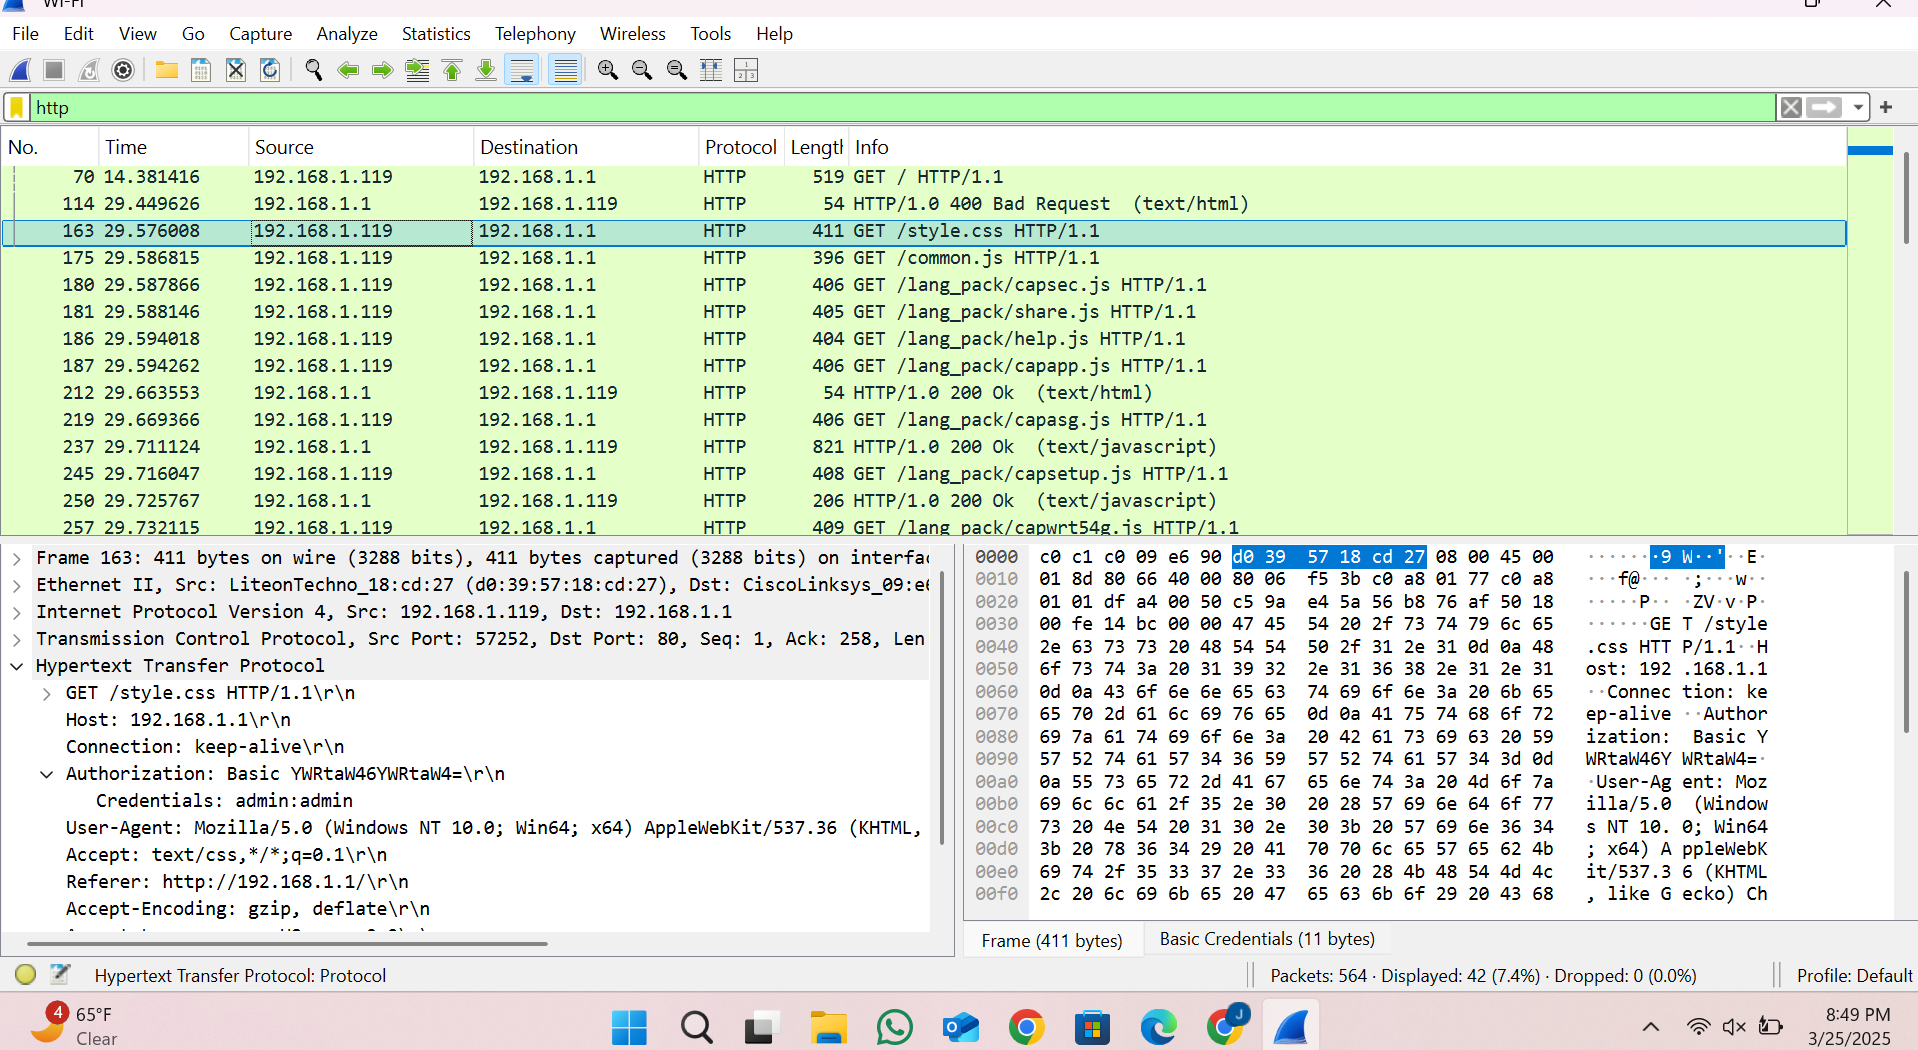 Wi-Fi
File Edit View Go Capture Analyze Statistics Telephony Wireless Tools Help
http
No. Time Source Destination Protocol Length Info
70 14.381416 192.168.1.119 192.168.1.1 HTTP 519 GET / HTTP/1.1
114 29.449626 192.168.1.1 192.168.1.119 HTTP 54 HTTP/1.0 400 Bad Request (text/html)
163 29.576008 192.168.1.119 192.168.1.1 HTTP 411 GET /style.css HTTP/1.1
175 29.586815 192.168.1.119 192.168.1.1 HTTP 396 GET /common.js HTTP/1.1
180 29.587866 192.168.1.119 192.168.1.1 HTTP 406 GET /lang_pack/capsec.js HTTP/1.1
181 29.588146 192.168.1.119 192.168.1.1 HTTP 405 GET /lang_pack/share.js HTTP/1.1
186 29.594018 192.168.1.119 192.168.1.1 HTTP 404 GET /lang_pack/help.js HTTP/1.1
187 29.594262 192.168.1.119 192.168.1.1 HTTP 406 GET /lang_pack/capapp.js HTTP/1.1
212 29.663553 192.168.1.1 192.168.1.119 HTTP 54 HTTP/1.0 200 Ok (text/html)
219 29.669366 192.168.1.119 192.168.1.1 HTTP 406 GET /lang_pack/capasg.js HTTP/1.1
237 29.711124 192.168.1.1 192.168.1.119 HTTP 821 HTTP/1.0 200 Ok (text/javascript)
245 29.716047 192.168.1.119 192.168.1.1 HTTP 408 GET /lang_pack/capsetup.js HTTP/1.1
250 29.725767 192.168.1.1 192.168.1.119 HTTP 206 HTTP/1.0 200 Ok (text/javascript)
257 29.732115 192.168.1.119 192.168.1.1 HTTP 409 GET /lang_pack/capwrt54g.js HTTP/1.1
Frame 163: 411 bytes on wire (3288 bits), 411 bytes captured (3288 bits) on interfac
Ethernet II, Src: LiteonTechno_18:cd:27 (d0:39:57:18:cd:27), Dst: CiscoLinksys_09:e6
Internet Protocol Version 4, Src: 192.168.1.119, Dst: 192.168.1.1
Transmission Control Protocol, Src Port: 57252, Dst Port: 80, Seq: 1, Ack: 258, Len
Hypertext Transfer Protocol
GET /style.css HTTP/1.1\r\n
Host: 192.168.1.1\r\n
Connection: keep-alive\r\n
Authorization: Basic YWRtaW46YWRtaW4=\r\n
Credentials: admin:admin
User-Agent: Mozilla/5.0 (Windows NT 10.0; Win64; x64) AppleWebKit/537.36 (KHTML,
Accept: text/css,*/*;q=0.1\r\n
Referer: http://192.168.1.1/\r\n
Accept-Encoding: gzip, deflate\r\n
0000 c0 c1 c0 09 e6 90 d0 39 57 18 cd 27 08 00 45 00 ·······9 W··'··E·
0010 01 8d 80 66 40 00 80 06 f5 3b c0 a8 01 77 c0 a8 ···f@··· ·;···w··
0020 01 01 df a4 00 50 c5 9a e4 5a 56 b8 76 af 50 18 ·····P·· ·ZV·v·P·
0030 00 fe 14 bc 00 00 47 45 54 20 2f 73 74 79 6c 65 ······GE T /style
0040 2e 63 73 73 20 48 54 54 50 2f 31 2e 31 0d 0a 48 .css HTT P/1.1··H
0050 6f 73 74 3a 20 31 39 32 2e 31 36 38 2e 31 2e 31 ost: 192 .168.1.1
0060 0d 0a 43 6f 6e 6e 65 63 74 69 6f 6e 3a 20 6b 65 ··Connec tion: ke
0070 65 70 2d 61 6c 69 76 65 0d 0a 41 75 74 68 6f 72 ep-alive ··Author
0080 69 7a 61 74 69 6f 6e 3a 20 42 61 73 69 63 20 59 ization: Basic Y
0090 57 52 74 61 57 34 36 59 57 52 74 61 57 34 3d 0d WRtaW46Y WRtaW4=·
00a0 0a 55 73 65 72 2d 41 67 65 6e 74 3a 20 4d 6f 7a ·User-Ag ent: Moz
00b0 69 6c 6c 61 2f 35 2e 30 20 28 57 69 6e 64 6f 77 illa/5.0 (Window
00c0 73 20 4e 54 20 31 30 2e 30 3b 20 57 69 6e 36 34 s NT 10. 0; Win64
00d0 3b 20 78 36 34 29 20 41 70 70 6c 65 57 65 62 4b ; x64) A ppleWebK
00e0 69 74 2f 35 33 37 2e 33 36 20 28 4b 48 54 4d 4c it/537.3 6 (KHTML
00f0 2c 20 6c 69 6b 65 20 47 65 63 6b 6f 29 20 43 68 , like G ecko) Ch
Frame (411 bytes) Basic Credentials (11 bytes)
Hypertext Transfer Protocol: Protocol
Packets: 564 · Displayed: 42 (7.4%) · Dropped: 0 (0.0%)
Profile: Default
4
65°F
Clear
J
8:49 PM
3/25/2025